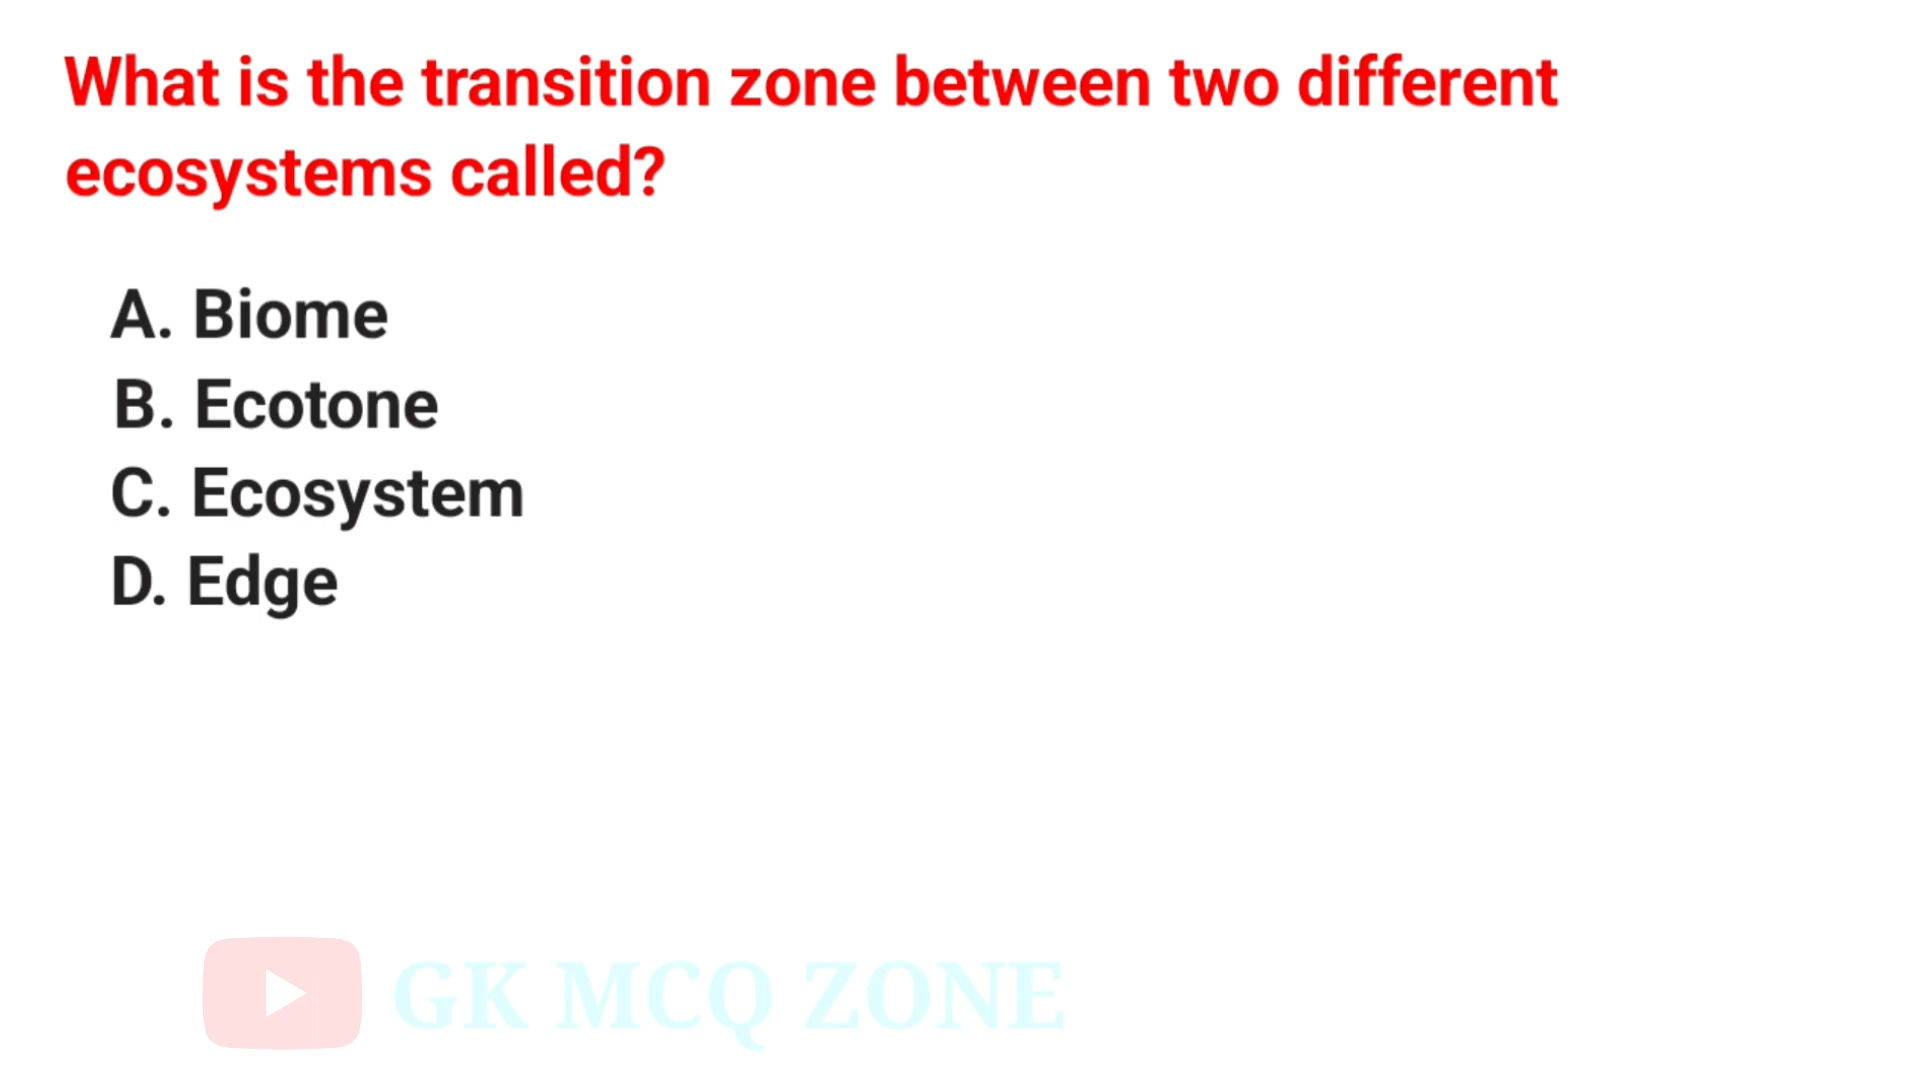 What is the transition zone between two different
ecosystems called?
A. Biome
B. Ecotone
C. Ecosystem
D. Edge
GK MCQ ZONE